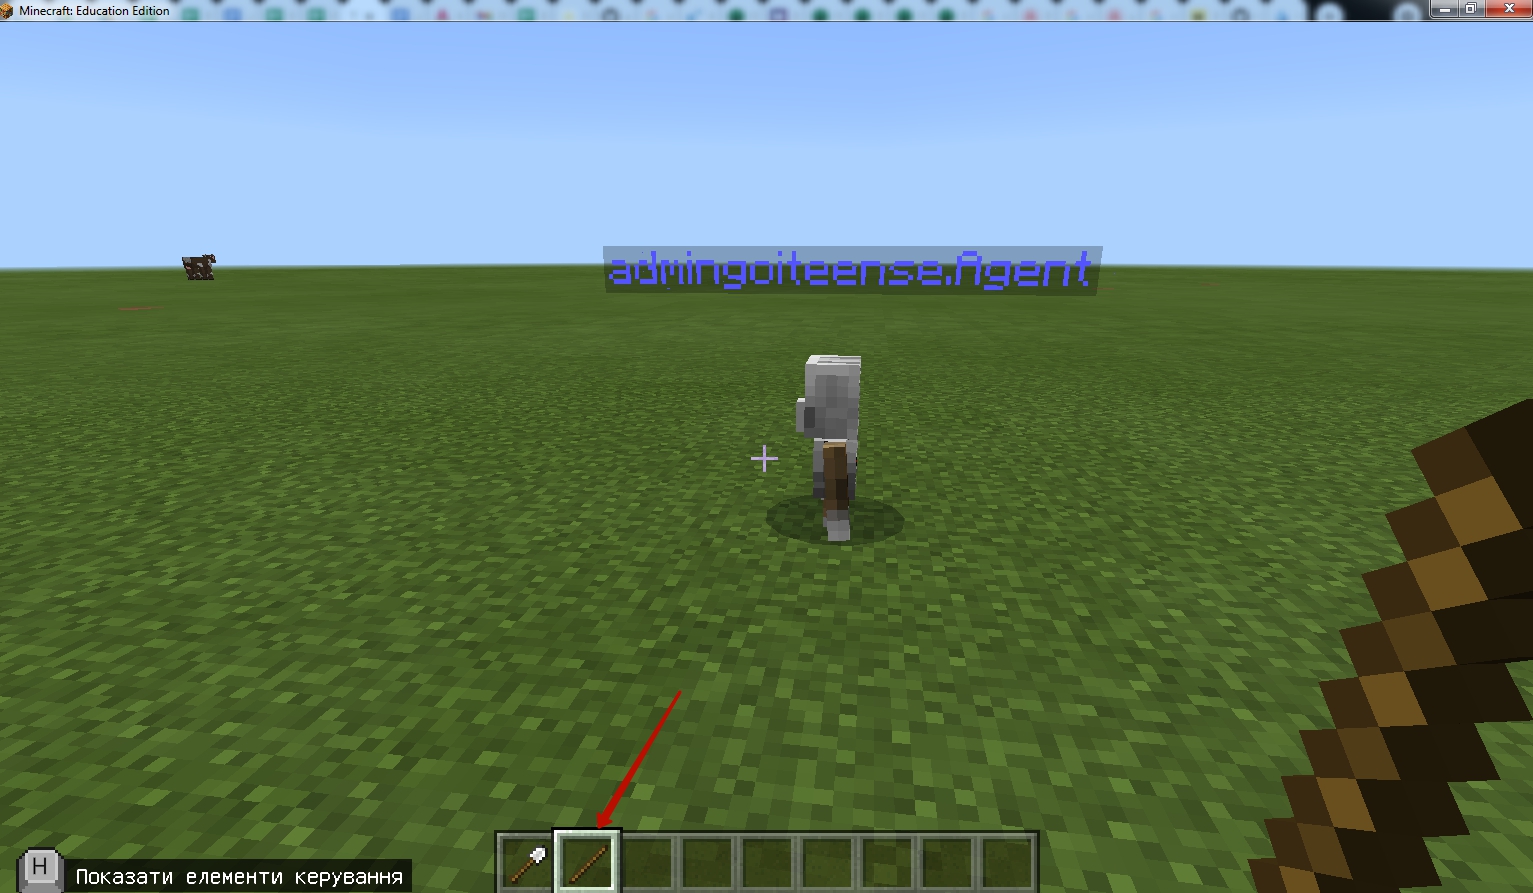 Minecraft: Education Edition
admingoiteense.Agent
H
Показати елементи керування